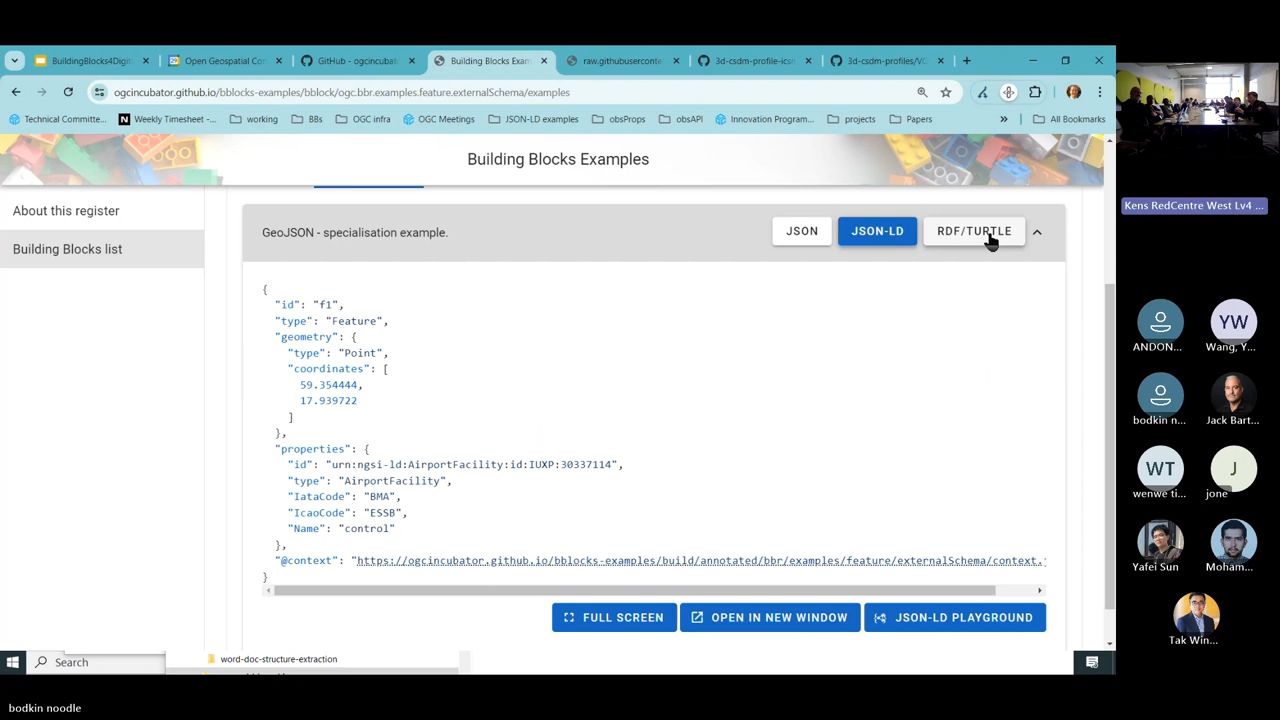 BuildingBlocks4Digit
Open Geospatial Con
GitHub - ogcincubat
Building Blocks Exam
raw.githubuserconte
3d-csdm-profile-icsm
3d-csdm-profiles/VO
ogcincubator.github.io/bblocks-examples/bblock/ogc.bbr.examples.feature.externalSchema/examples
Technical Committe...
Weekly Timesheet -...
working
BBs
OGC infra
OGC Meetings
JSON-LD examples
obsProps
obsAPI
Innovation Program...
projects
Papers
»
All Bookmarks
Building Blocks Examples
About this register
Building Blocks list
GeoJSON - specialisation example.
JSON
JSON-LD
RDF/TURTLE
{
"id": "f1",
"type": "Feature",
"geometry": {
"type": "Point",
"coordinates": [
59.354444,
17.939722
]
},
"properties": {
"id": "urn:ngsi-ld:AirportFacility:id:IUXP:30337114",
"type": "AirportFacility",
"IataCode": "BMA",
"IcaoCode": "ESSB",
"Name": "control"
},
"@context": "https://ogcincubator.github.io/bblocks-examples/build/annotated/bbr/examples/feature/externalSchema/context.
}
FULL SCREEN
OPEN IN NEW WINDOW
JSON-LD PLAYGROUND
Search
word-doc-structure-extraction
Kens RedCentre West Lv4 ...
ANDON...
YW
Wang, Y...
bodkin n...
Jack Bart...
WT
wenwe ti...
J
jone
Yafei Sun
Moham...
Tak Win...
bodkin noodle